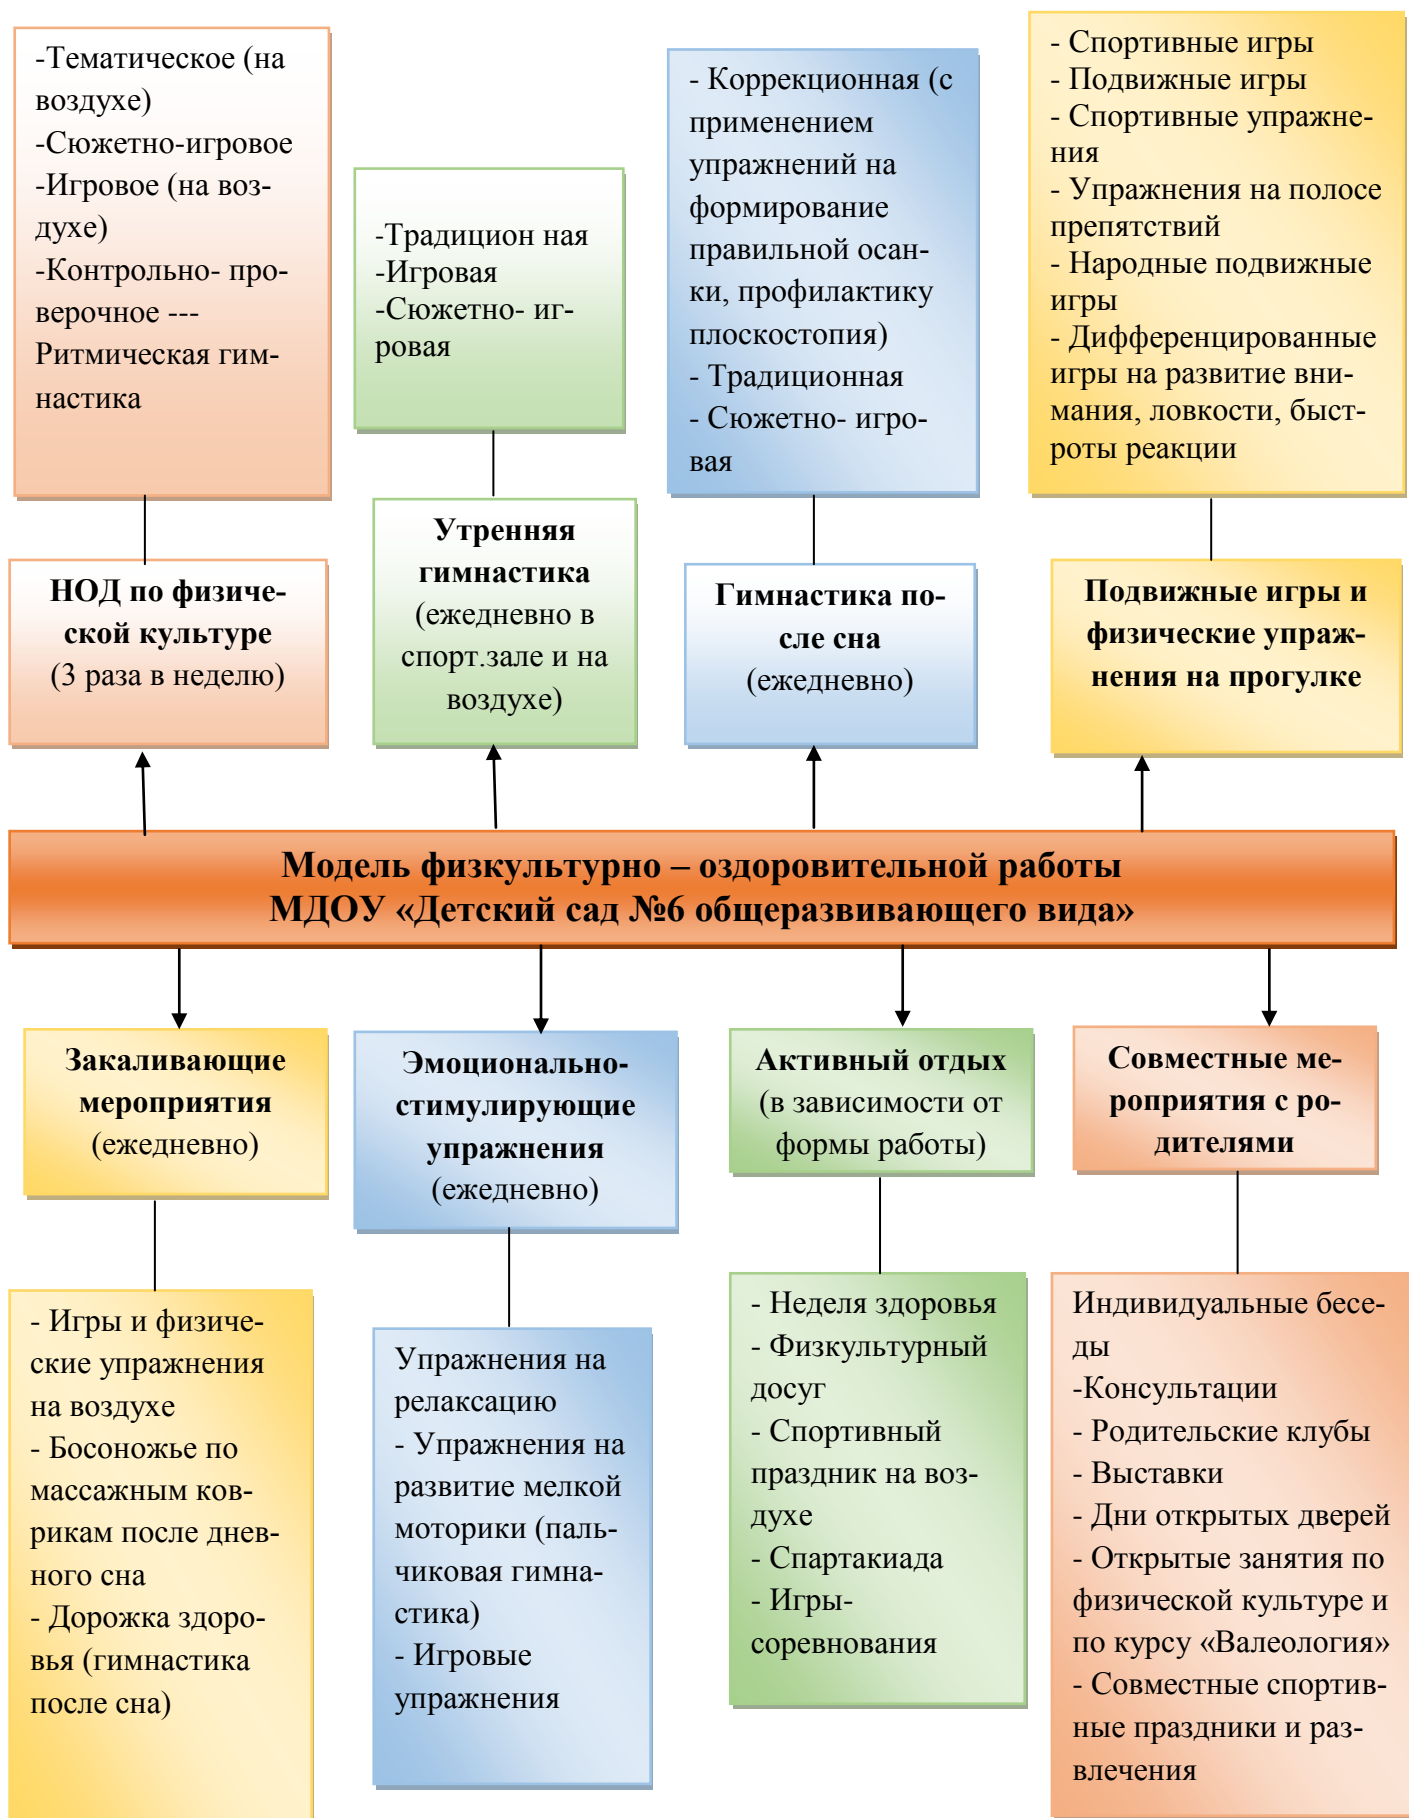 -Тематическое (на
воздухе)
-Сюжетно-игровое
-Игровое (на воз-
духе)
-Контрольно- про-
верочное ---
Ритмическая гим-
настика
-Традицион ная
-Игровая
-Сюжетно- иг-
ровая
- Коррекционная (с
применением
упражнений на
формирование
правильной осан-
ки, профилактику
плоскостопия)
- Традиционная
- Сюжетно- игро-
вая
- Спортивные игры
- Подвижные игры
- Спортивные упражне-
ния
- Упражнения на полосе
препятствий
- Народные подвижные
игры
- Дифференцированные
игры на развитие вни-
мания, ловкости, быст-
роты реакции
НОД по физиче-
ской культуре
(3 раза в неделю)
Утренняя
гимнастика
(ежедневно в
спорт.зале и на
воздухе)
Гимнастика по-
сле сна
(ежедневно)
Подвижные игры и
физические упраж-
нения на прогулке
Модель физкультурно – оздоровительной работы
МДОУ «Детский сад №6 общеразвивающего вида»
Закаливающие
мероприятия
(ежедневно)
Эмоционально-
стимулирующие
упражнения
(ежедневно)
Активный отдых
(в зависимости от
формы работы)
Совместные ме-
роприятия с ро-
дителями
- Игры и физиче-
ские упражнения
на воздухе
- Босоножье по
массажным ков-
рикам после днев-
ного сна
- Дорожка здоро-
вья (гимнастика
после сна)
Упражнения на
релаксацию
- Упражнения на
развитие мелкой
моторики (паль-
чиковая гимна-
стика)
- Игровые
упражнения
- Неделя здоровья
- Физкультурный
досуг
- Спортивный
праздник на воз-
духе
- Спартакиада
- Игры-
соревнования
Индивидуальные бесе-
ды
-Консультации
- Родительские клубы
- Выставки
- Дни открытых дверей
- Открытые занятия по
физической культуре и
по курсу «Валеология»
- Совместные спортив-
ные праздники и раз-
влечения